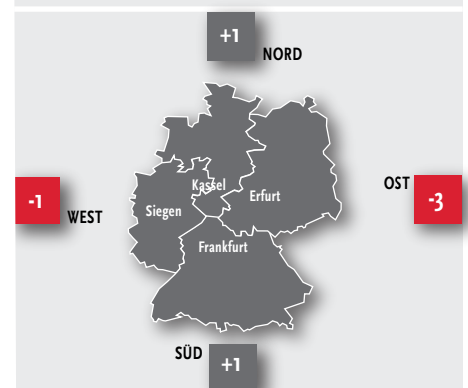 +1
NORD
Kassel
Erfurt
Siegen
Frankfurt
-1
WEST
OST
-3
SÜD
+1